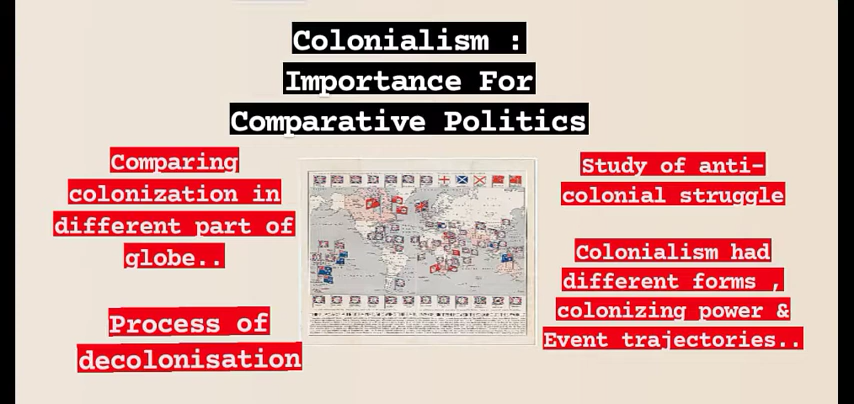 Colonialism :
Importance For
Comparative Politics
Comparing
colonization in
different part of
globe..
Process of
decolonisation
Study of anti-
colonial struggle
Colonialism had
different forms ,
colonizing power &
Event trajectories..